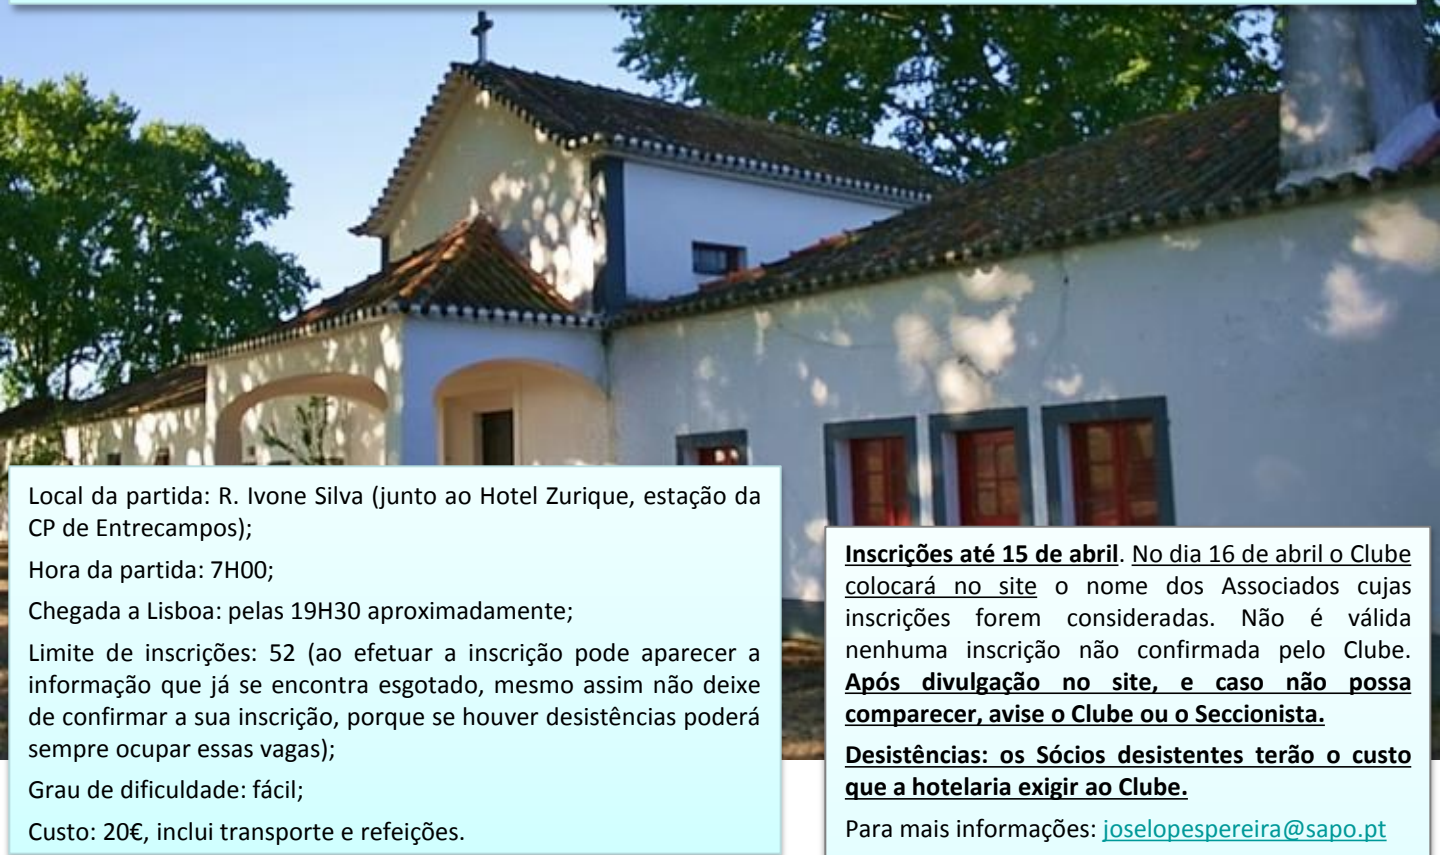 Local da partida: R. Ivone Silva (junto ao Hotel Zurique, estação da
CP de Entrecampos);
Hora da partida: 7H00;
Chegada a Lisboa: pelas 19H30 aproximadamente;
Limite de inscrições: 52 (ao efetuar a inscrição pode aparecer a
informação que já se encontra esgotado, mesmo assim não deixe
de confirmar a sua inscrição, porque se houver desistências poderá
sempre ocupar essas vagas);
Grau de dificuldade: fácil;
Custo: 20€, inclui transporte e refeições.
Inscrições até 15 de abril. No dia 16 de abril o Clube
colocará no site o nome dos Associados cujas
inscrições forem consideradas. Não é válida
nenhuma inscrição não confirmada pelo Clube.
Após divulgação no site, e caso não possa
comparecer, avise o Clube ou o Seccionista.
Desistências: os Sócios desistentes terão o custo
que a hotelaria exigir ao Clube.
Para mais informações: joselopespereira@sapo.pt